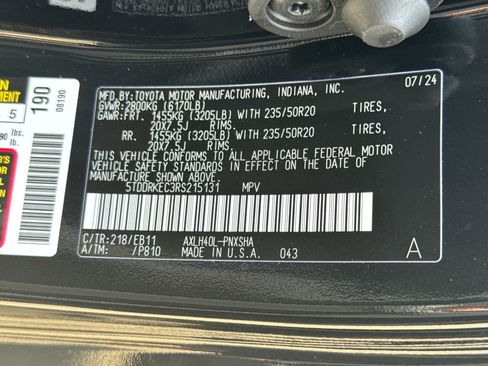 MFD.BY:TOYOTA MOTOR MANUFACTURING, INDIANA, INC. 07/24
GVWR:2800KG (6170LB)
GAWR:FRT. 1455KG (3205LB) WITH 235/50R20 TIRES,
20X7.5J RIMS.
RR. 1455KG (3205LB) WITH 235/50R20 TIRES,
20X7.5J RIMS.
THIS VEHICLE CONFORMS TO ALL APPLICABLE FEDERAL MOTOR
VEHICLE SAFETY STANDARDS IN EFFECT ON THE DATE OF
MANUFACTURE SHOWN ABOVE.
5TDDRKEC3RS215131 MPV
C/TR:218/EB11 AXLH40L-PNXSHA
A/TM: /P810 MADE IN U.S.A. 043 A
5
190
08190
lbs.
lb.